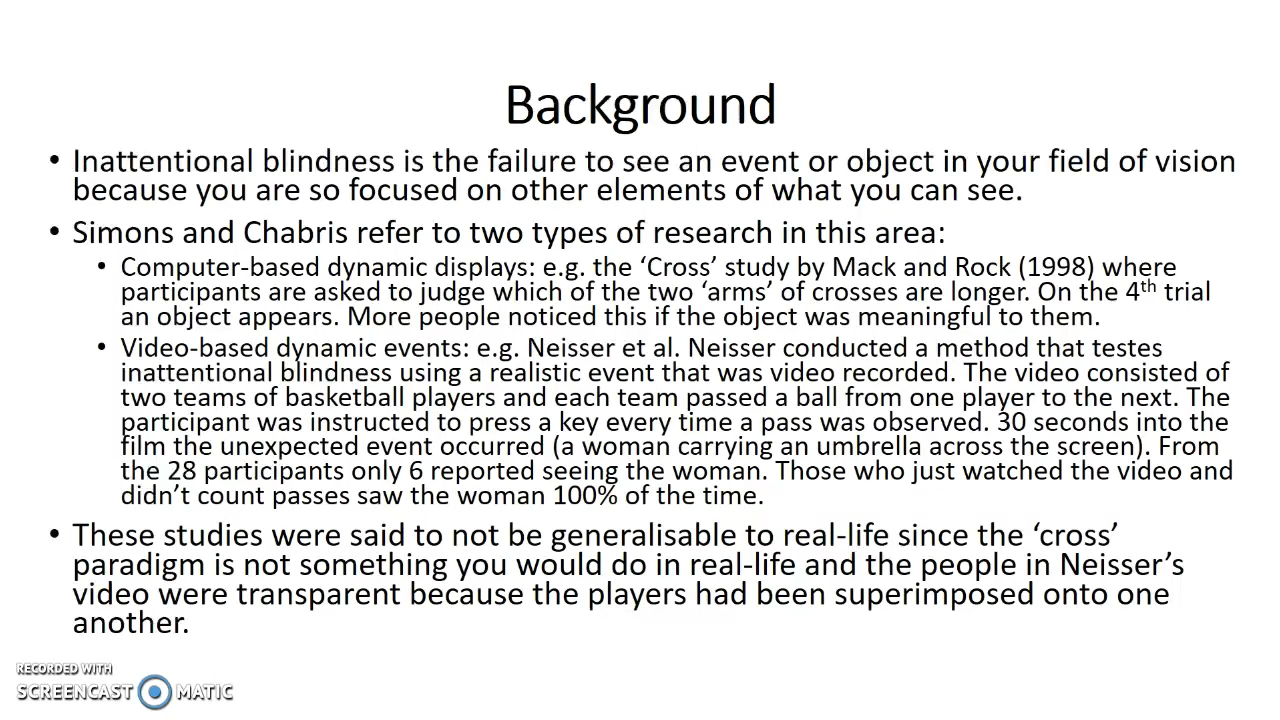 Background
• Inattentional blindness is the failure to see an event or object in your field of vision
because you are so focused on other elements of what you can see.
• Simons and Chabris refer to two types of research in this area:
• Computer-based dynamic displays: e.g. the ‘Cross’ study by Mack and Rock (1998) where
participants are asked to judge which of the two ‘arms’ of crosses are longer. On the 4th trial
an object appears. More people noticed this if the object was meaningful to them.
• Video-based dynamic events: e.g. Neisser et al. Neisser conducted a method that testes
inattentional blindness using a realistic event that was video recorded. The video consisted of
two teams of basketball players and each team passed a ball from one player to the next. The
participant was instructed to press a key every time a pass was observed. 30 seconds into the
film the unexpected event occurred (a woman carrying an umbrella across the screen). From
the 28 participants only 6 reported seeing the woman. Those who just watched the video and
didn’t count passes saw the woman 100% of the time.
• These studies were said to not be generalisable to real-life since the ‘cross’
paradigm is not something you would do in real-life and the people in Neisser’s
video were transparent because the players had been superimposed onto one
another.
RECORDED WITH
SCREENCAST MATIC